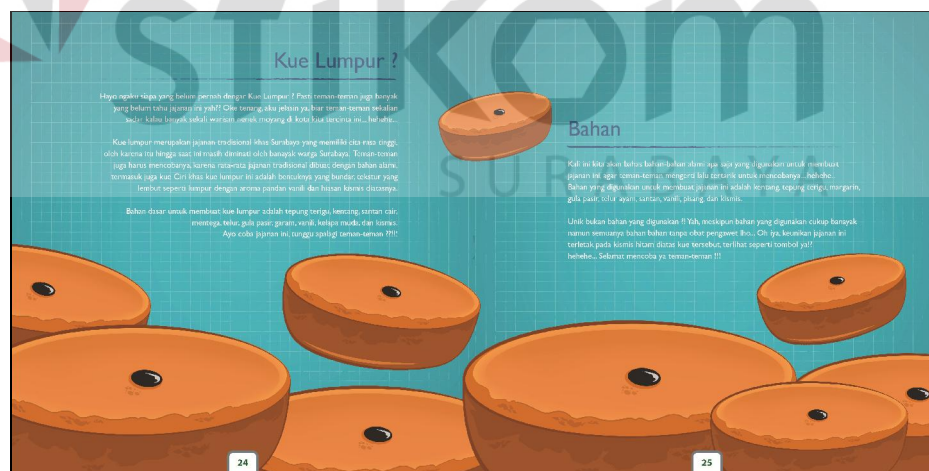 stikom
SURABAYA
Kue Lumpur ?
Hayo ngaku siapa yang belum pernah dengar Kue Lumpur ? Pasti teman-teman juga banyak
yang belum tahu jajanan ini yah?? Oke tenang, aku jelasin ya, biar teman-teman sekalian
sadar kalau banyak sekali warisan nenek moyang di kota kita tercinta ini... hehehe..
Kue lumpur merupakan jajanan tradisional khas Surabaya yang memiliki cita rasa tinggi,
oleh karena itu hingga saat ini masih diminati oleh banayak warga Surabaya. Teman-teman
juga harus mencobanya, karena rata-rata jajanan tradisional dibuat dengan bahan alami,
termasuk juga kue Ciri khas kue lumpur ini adalah bentuknya yang bundar, tekstur yang
lembut seperti lumpur dengan aroma pandan vanili dan hiasan kismis diatasnya.
Bahan dasar untuk membuat kue lumpur adalah tepung terigu, kentang, santan cair,
mentega, telur, gula pasir, garam, vanili, kelapa muda, dan kismis.
Ayo coba jajanan ini, tunggu apalagi teman-teman ??!!!
Bahan
Kali ini kita akan bahas bahan-bahan alami apa saja yang digunakan untuk membuat
jajanan ini agar teman-teman mengerti lalu tertarik untuk mencobanya ...hehehe..
Bahan yang digunakan untuk membuat jajanan ini adalah kentang, tepung terigu, margarin,
gula pasir, telur ayam, santan, vanili, pisang, dan kismis.
Unik bukan bahan yang digunakan !! Yah, meskipun bahan yang digunakan cukup banayak
namun semuanya bahan bahan tanpa obat pengawet lho... Oh iya, keunikan jajanan ini
terletak pada kismis hitam diatas kue tersebut, terlihat seperti tombol ya!!
hehehe... Selamat mencoba ya teman-teman !!!
24
25